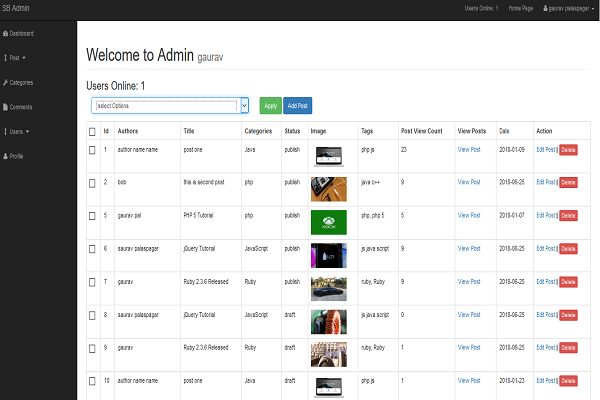 SB Admin Users Online: 1 Home Page gaurav palaspagar
Dashboard
Post
Categories
Comments
Users
Profile
Welcome to Admin gaurav
Users Online: 1
select Options Apply Add Post
Id Authors Title Categories Status Image Tags Post View Count View Posts Date Action
1 author name name post one Java publish php js 23 View Post 2018-01-09 Edit Post || Delete
2 bob this is second post php publish java c++ 9 View Post 2018-06-25 Edit Post || Delete
5 gaurav pal PHP 5 Tutorial php publish XBOX php, php 5 5 View Post 2018-01-07 Edit Post || Delete
6 saurav palaspagar jQuery Tutorial JavaScript publish js java script 9 View Post 2018-06-25 Edit Post || Delete
7 gaurav Ruby 2.3.6 Released Ruby publish ruby, Ruby 9 View Post 2018-06-25 Edit Post || Delete
8 saurav palaspagar jQuery Tutorial JavaScript draft js java script 0 View Post 2018-06-25 Edit Post || Delete
9 gaurav Ruby 2.3.6 Released Ruby draft ruby, Ruby 1 View Post 2018-06-25 Edit Post || Delete
10 author name name post one Java draft php js 1 View Post 2018-01-23 Edit Post || Delete